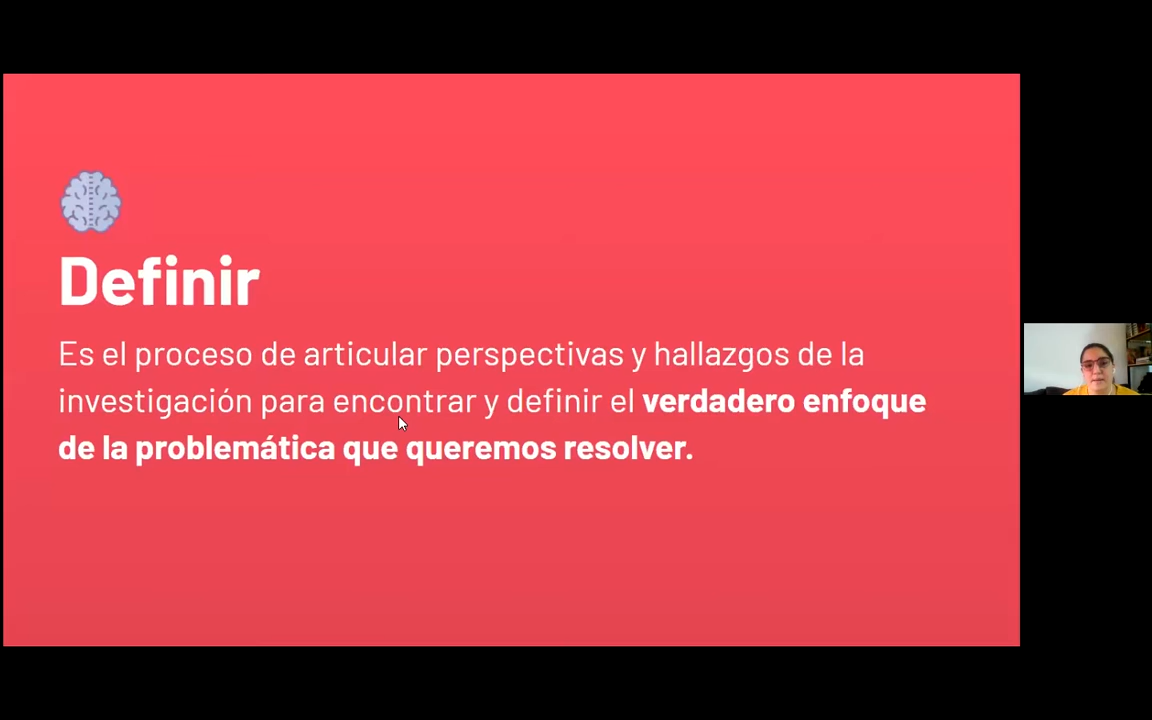 Definir
Es el proceso de articular perspectivas y hallazgos de la
investigación para encontrar y definir el verdadero enfoque
de la problemática que queremos resolver.